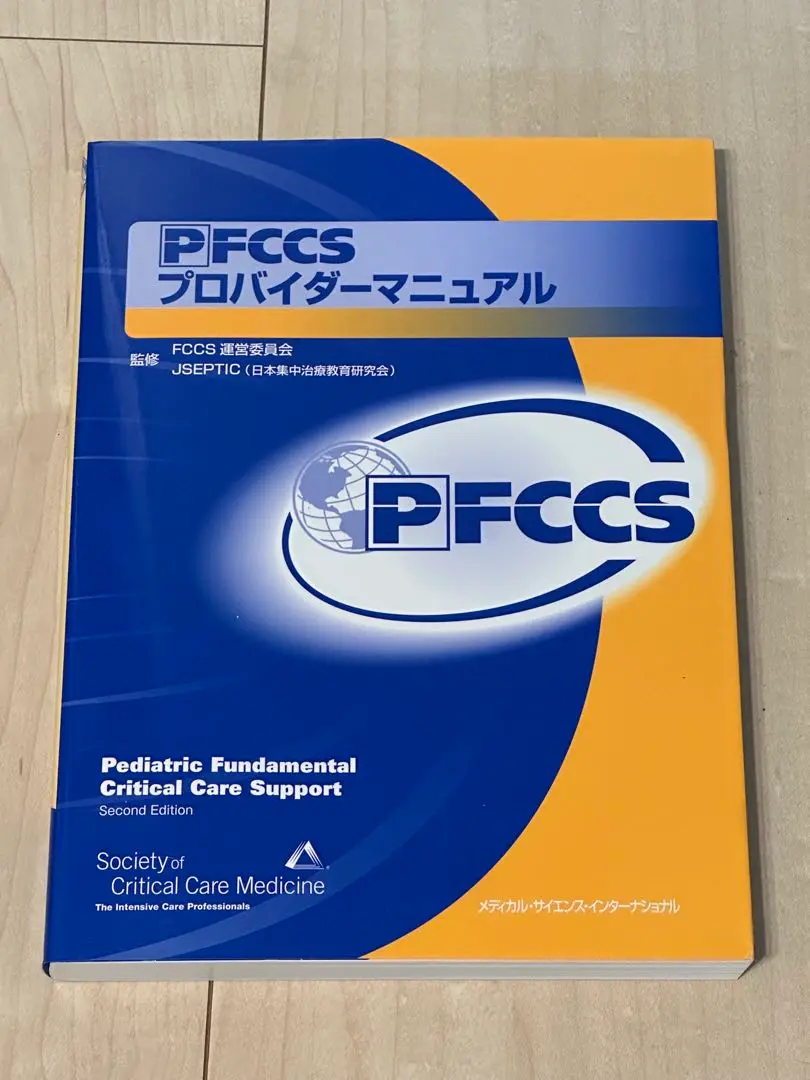 PFCCS
プロバイダーマニュアル
監修
FCCS 運営委員会
JSEPTIC(日本集中治療教育研究会)
PFCCS
Pediatric Fundamental
Critical Care Support
Second Edition
Society of
Critical Care Medicine
The Intensive Care Professionals
メディカル・サイエンス・インターナショナル